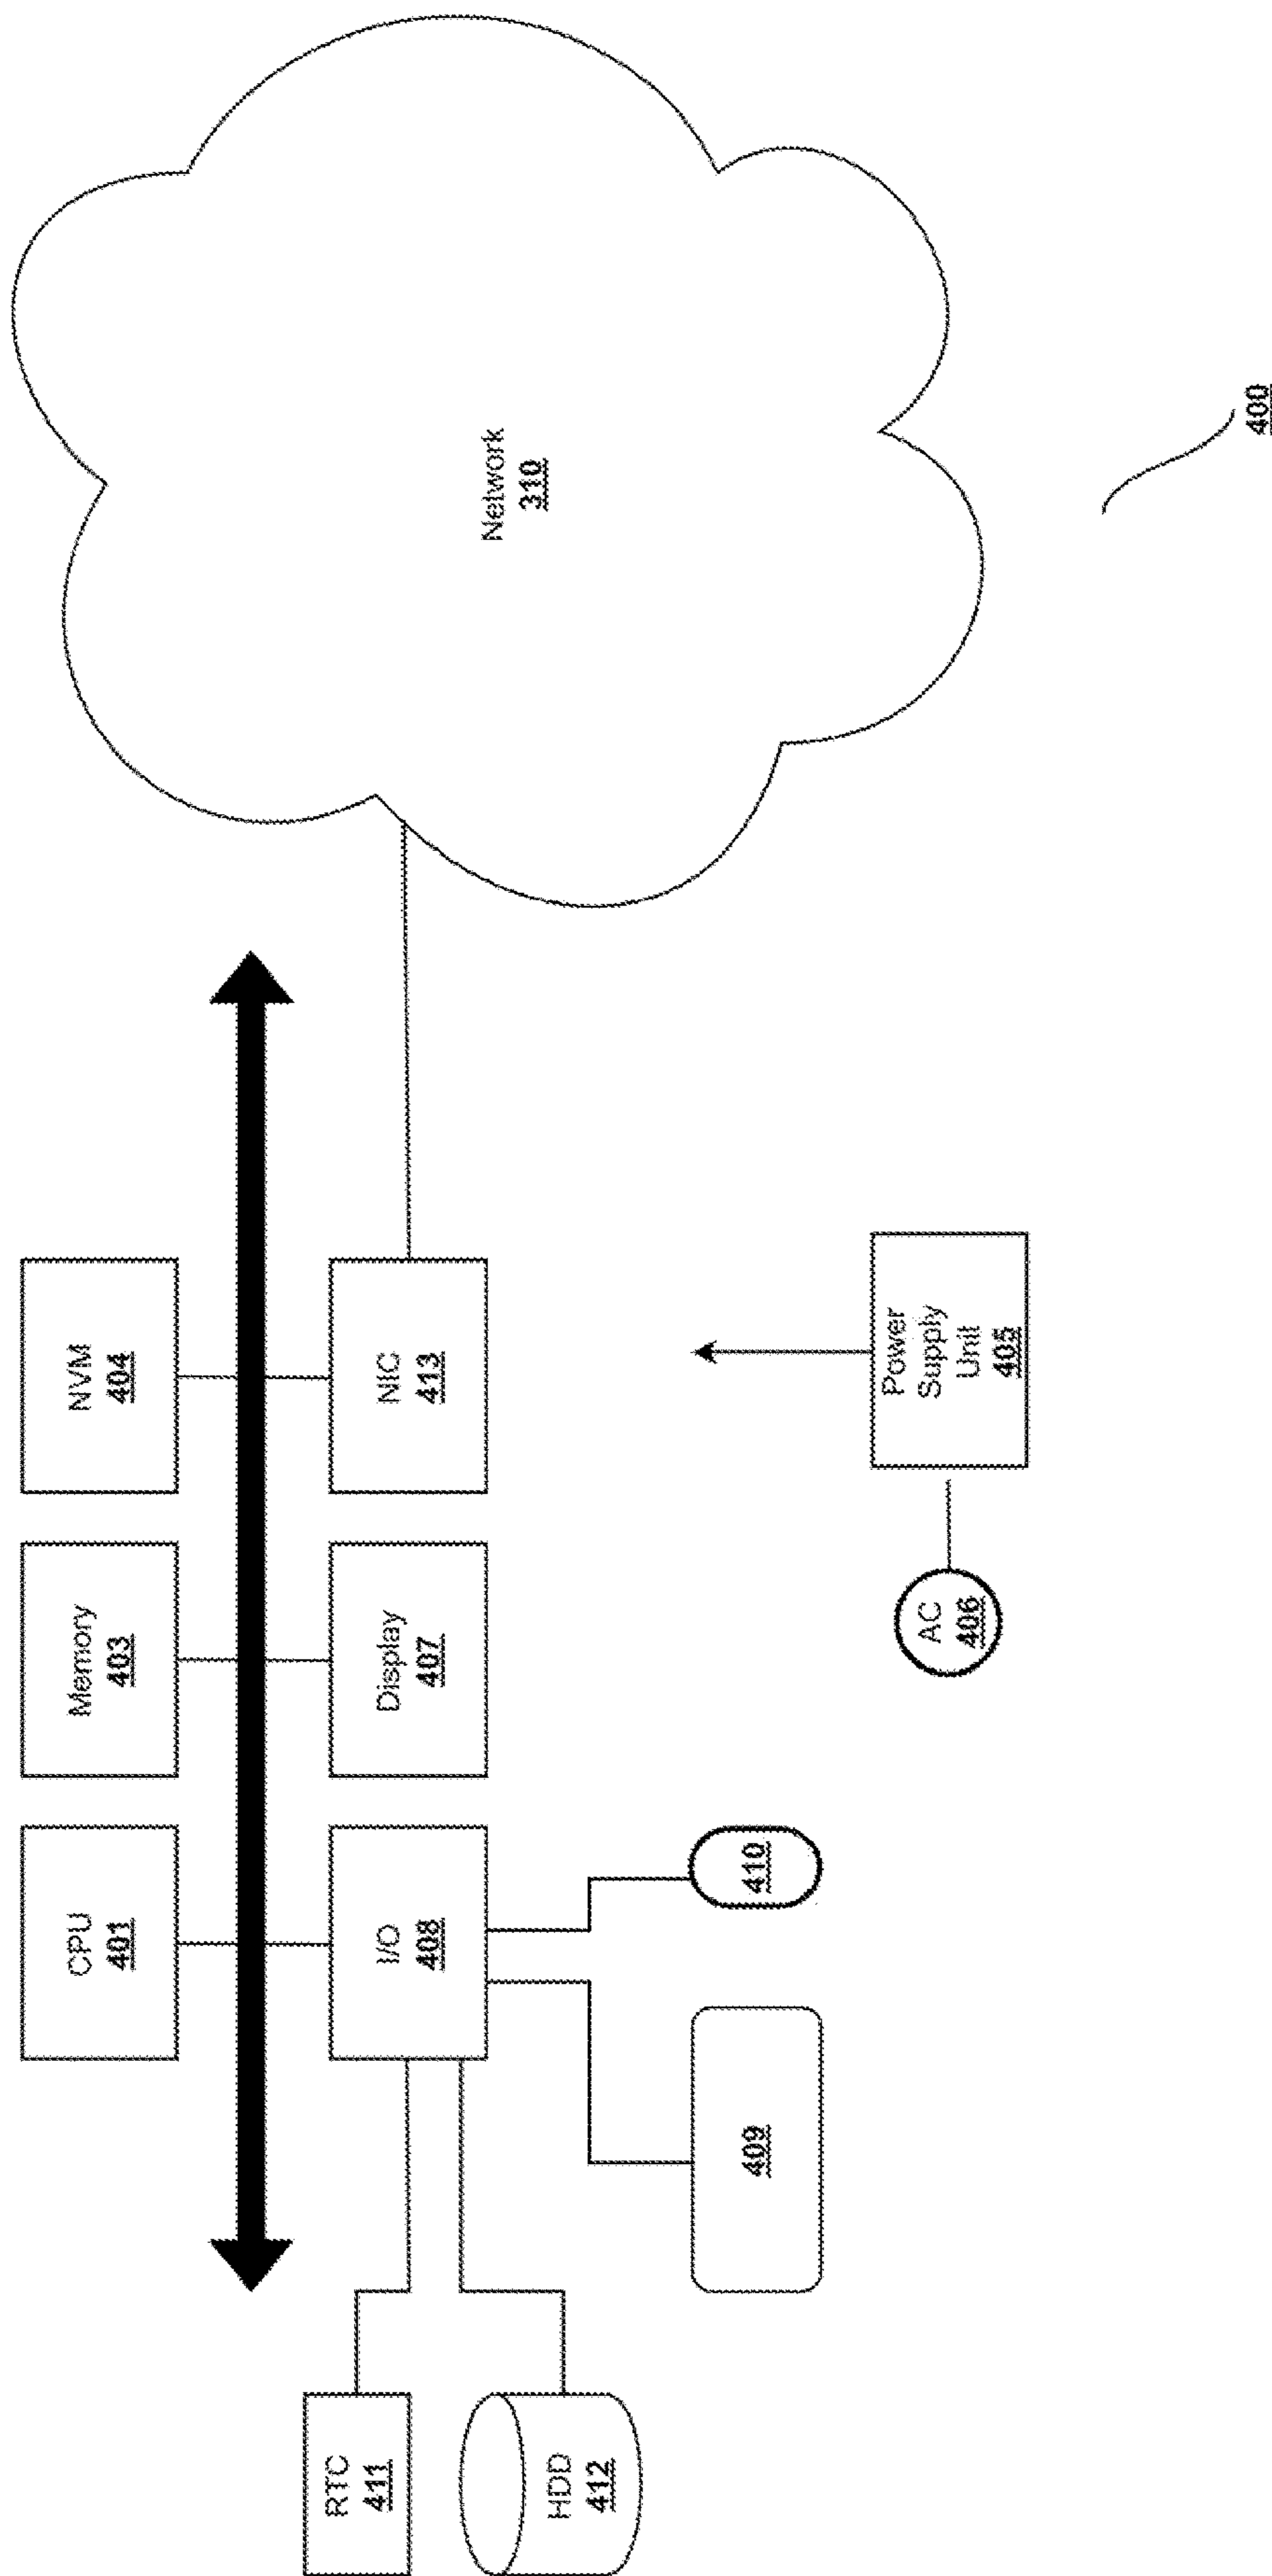 CPU
401
Memory
403
NVM
404
I/O
408
Display
407
NIC
413
Network
310
RTC
411
HDD
412
409
410
AC
406
Power
Supply
Unit
405
400